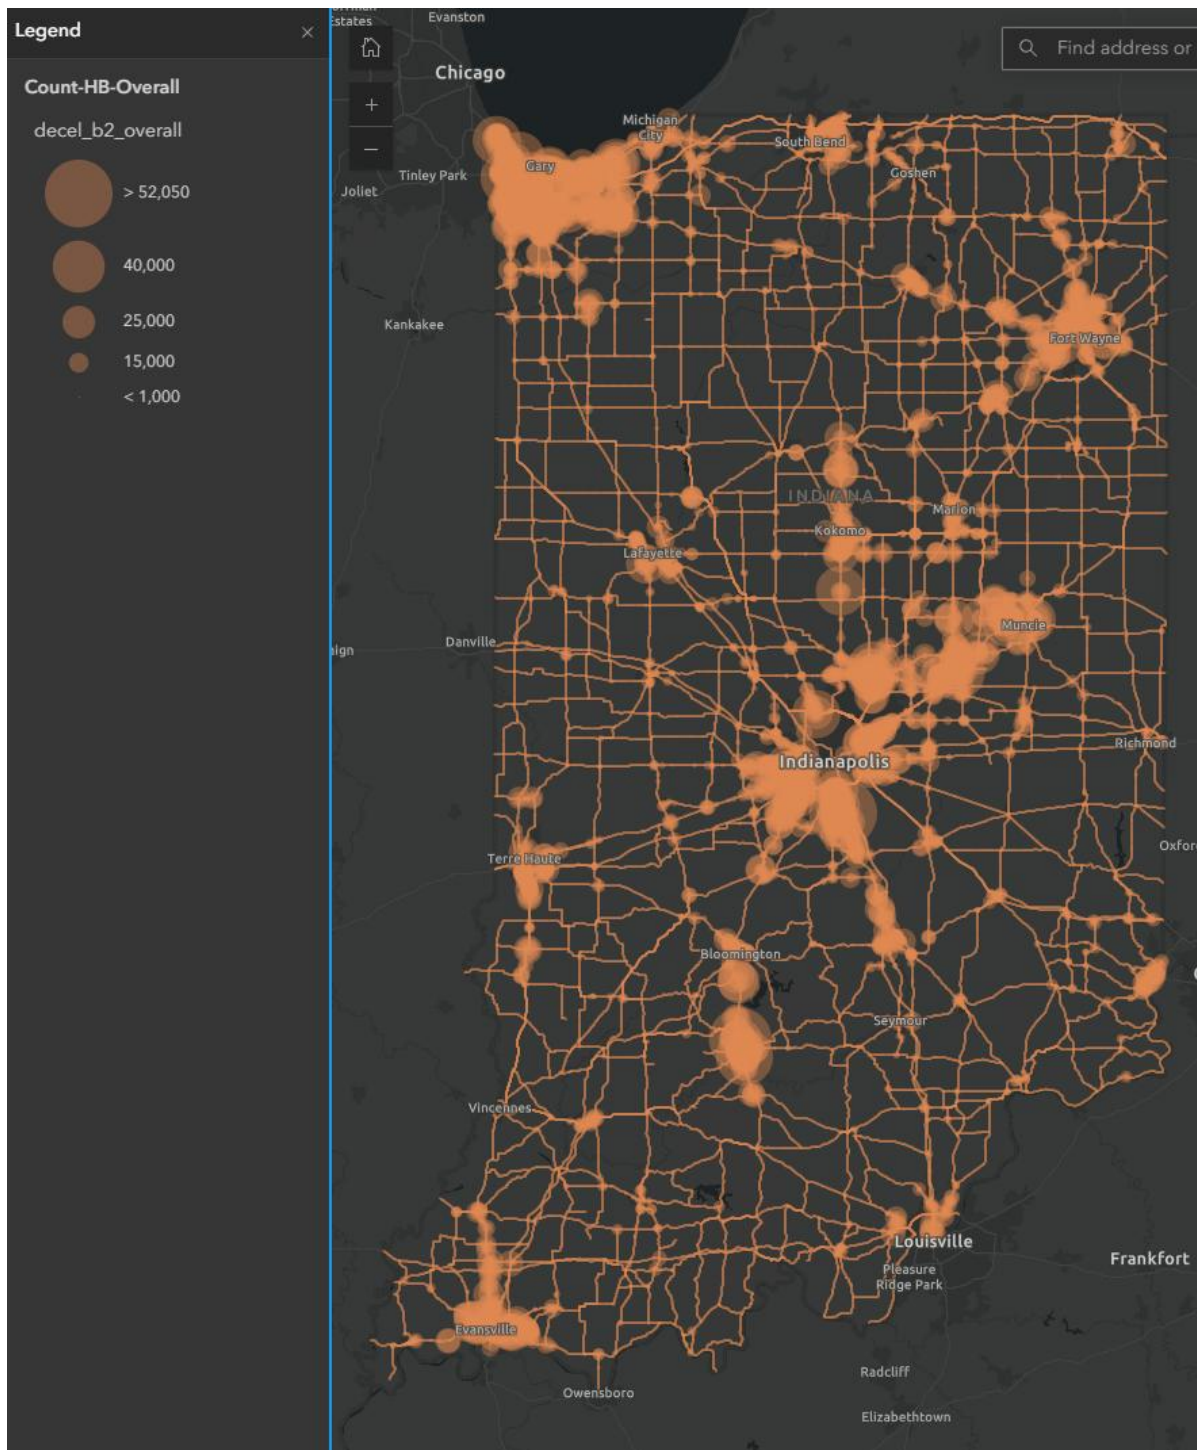 Legend
Count-HB-Overall
decel_b2_overall
> 52,050
40,000
25,000
15,000
< 1,000
Estates
Evanston
Find address or
Chicago
Michigan
City
South Bend
Gary
Tinley Park
Goshen
Joliet
Kankakee
Fort Wayne
INDIANA
Marion
Kokomo
Lafayette
Muncie
Danville
Richmond
Indianapolis
Terre Haute
Bloomington
Seymour
Vincennes
Louisville
Pleasure
Ridge Park
Frankfort
Evansville
Radcliff
Owensboro
Elizabethtown